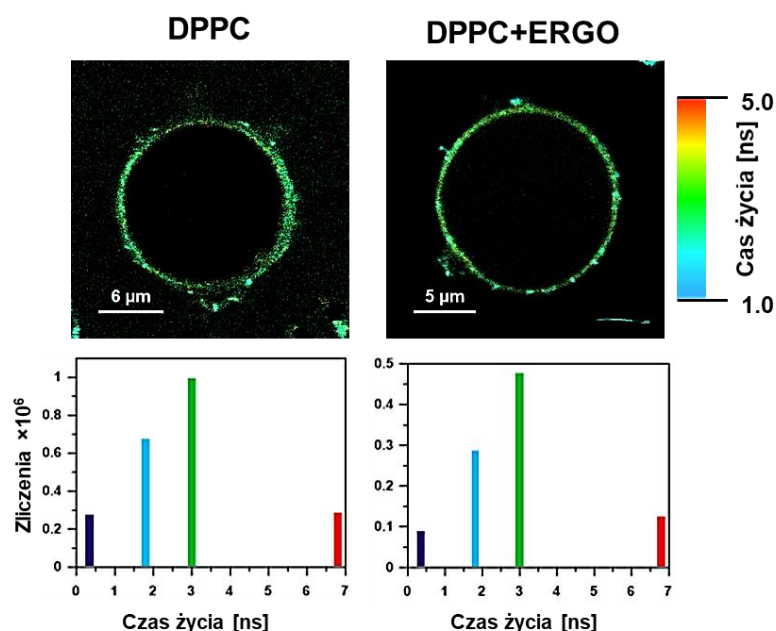 DPPC
DPPC+ERGO
6 µm
5 µm
5.0
Cas życia [ns]
1.0
Zliczenia ×10⁶
1
0.8
0.6
0.4
0.2
0
0 1 2 3 4 5 6 7
Czas życia [ns]
0.5
0.4
0.3
0.2
0.1
0
0 1 2 3 4 5 6 7
Czas życia [ns]